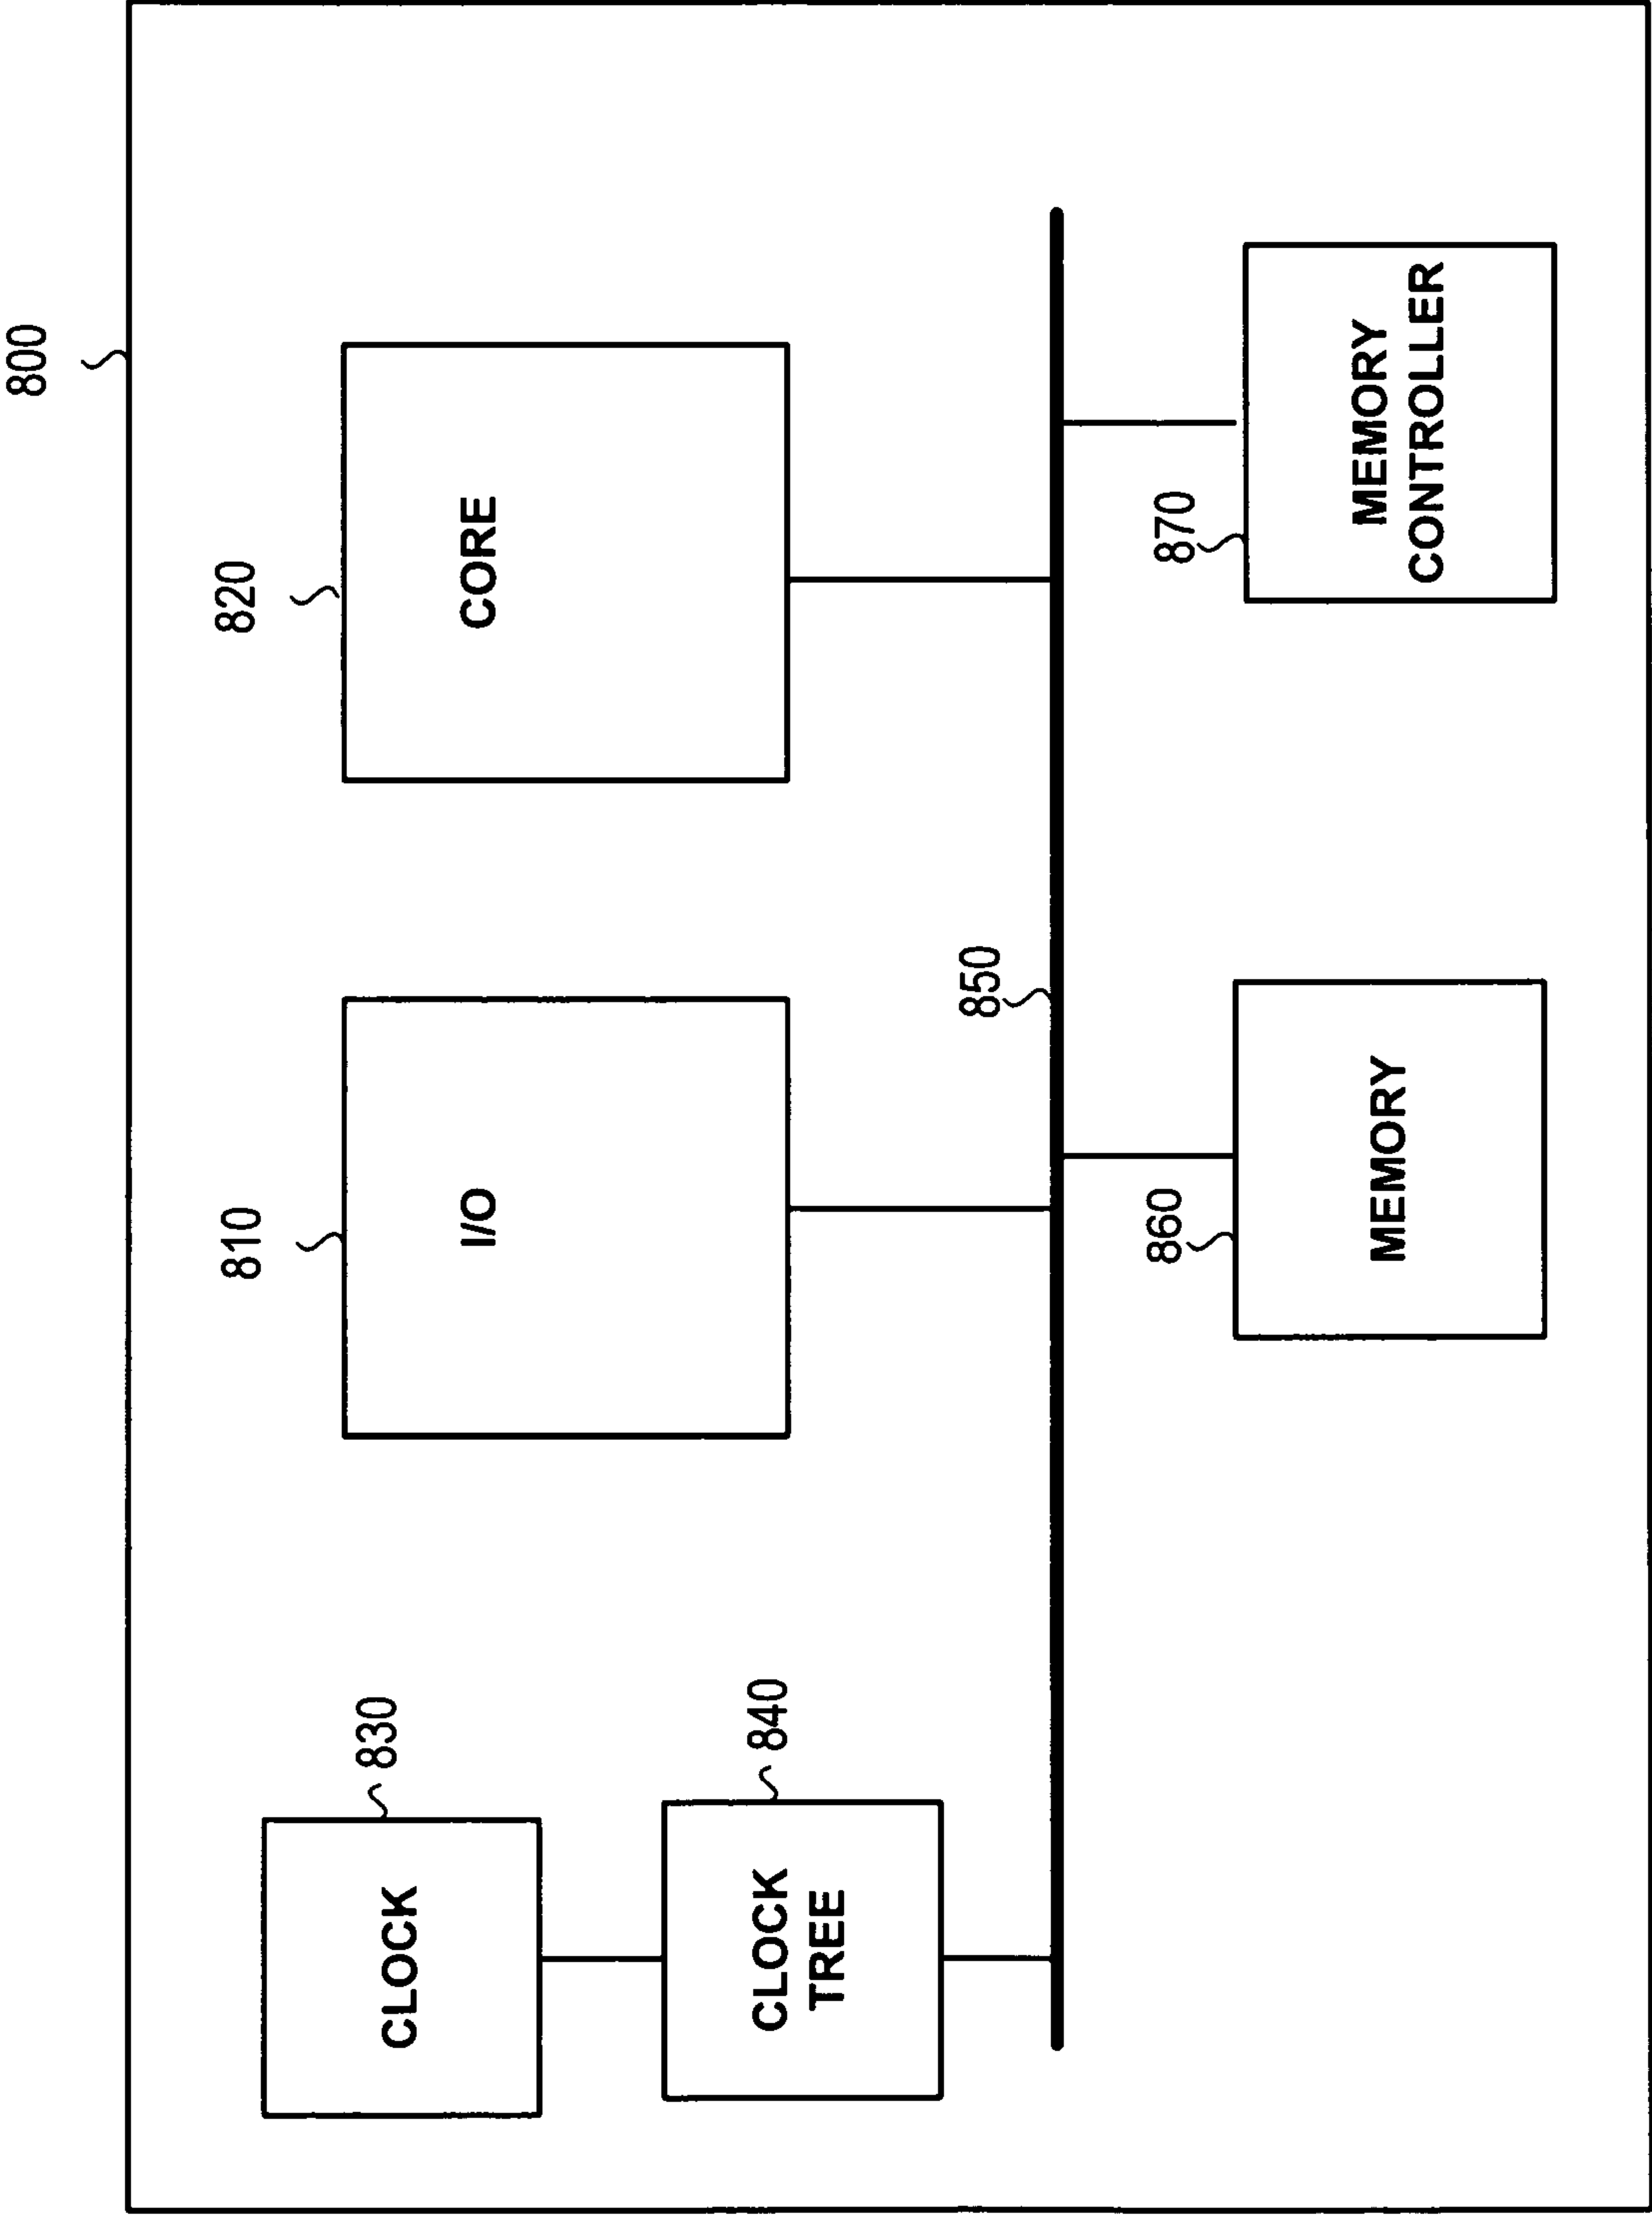 800
830
CLOCK
840
CLOCK
TREE
810
I/O
820
CORE
850
860
MEMORY
870
MEMORY
CONTROLLER